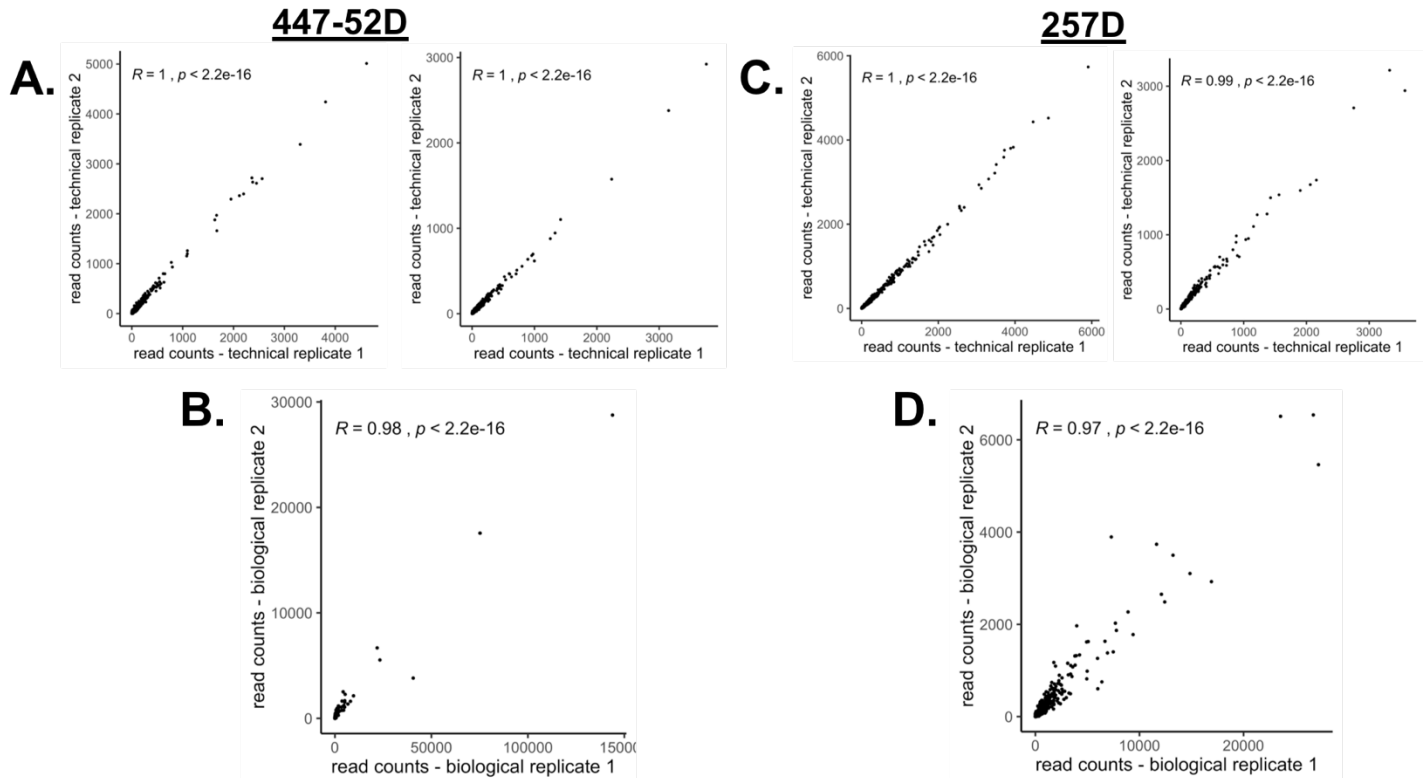 447-52D
257D
A.
R = 1 , p < 2.2e-16
read counts - technical replicate 2
5000
4000
3000
2000
1000
0
0
1000
2000
3000
4000
read counts - technical replicate 1
R = 1 , p < 2.2e-16
read counts - technical replicate 2
3000
2000
1000
0
0
1000
2000
3000
read counts - technical replicate 1
C.
R = 1 , p < 2.2e-16
read counts - technical replicate 2
6000
4000
2000
0
0
2000
4000
6000
read counts - technical replicate 1
R = 0.99 , p < 2.2e-16
read counts - technical replicate 2
3000
2000
1000
0
0
1000
2000
3000
read counts - technical replicate 1
B.
R = 0.98 , p < 2.2e-16
read counts - biological replicate 2
30000
20000
10000
0
0
50000
100000
15000
read counts - biological replicate 1
D.
R = 0.97 , p < 2.2e-16
read counts - biological replicate 2
6000
4000
2000
0
0
10000
20000
read counts - biological replicate 1